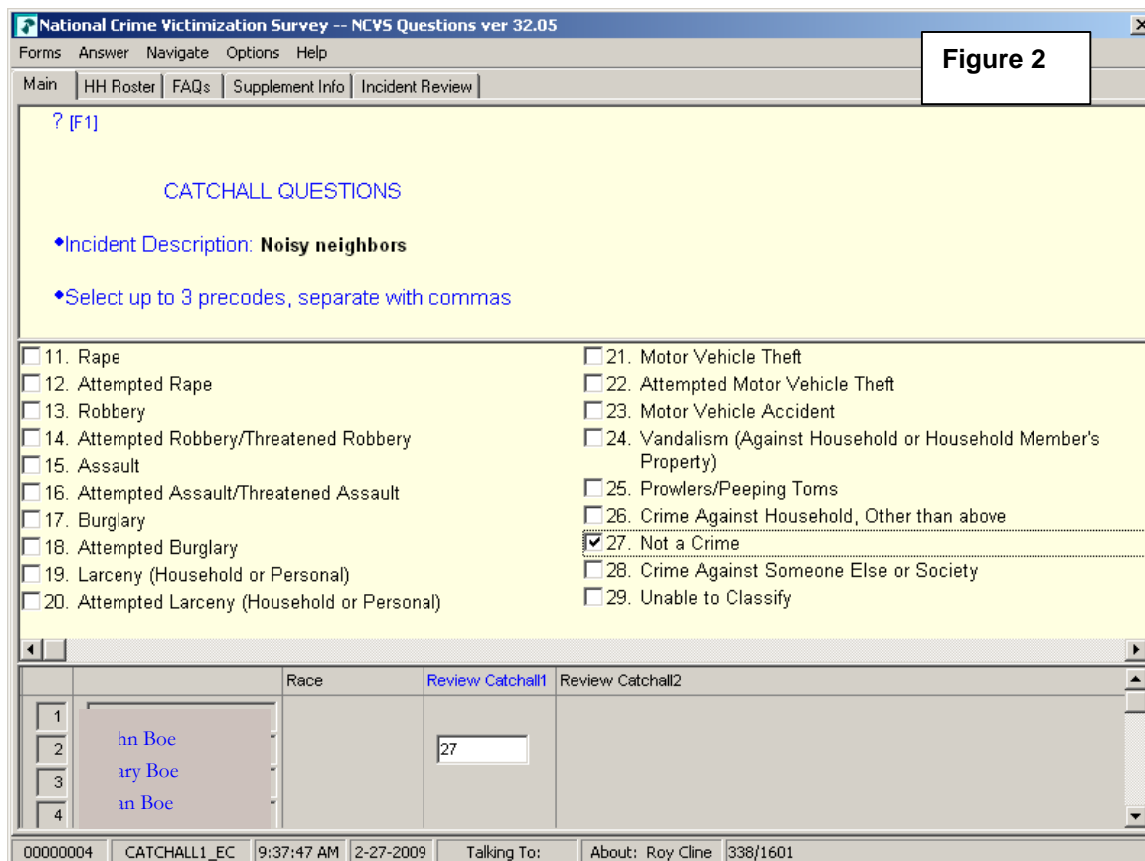 National Crime Victimization Survey -- NCVS Questions ver 32.05
Forms Answer Navigate Options Help
Figure 2
Main HH Roster FAQs Supplement Info Incident Review
? [F1]
CATCHALL QUESTIONS
◆Incident Description: Noisy neighbors
◆Select up to 3 precodes, separate with commas
11. Rape
12. Attempted Rape
13. Robbery
14. Attempted Robbery/Threatened Robbery
15. Assault
16. Attempted Assault/Threatened Assault
17. Burglary
18. Attempted Burglary
19. Larceny (Household or Personal)
20. Attempted Larceny (Household or Personal)
21. Motor Vehicle Theft
22. Attempted Motor Vehicle Theft
23. Motor Vehicle Accident
24. Vandalism (Against Household or Household Member's
Property)
25. Prowlers/Peeping Toms
26. Crime Against Household, Other than above
27. Not a Crime
28. Crime Against Someone Else or Society
29. Unable to Classify
Race Review Catchall1 Review Catchall2
1
2 hn Boe 27
3 ary Boe
4 an Boe
00000004 CATCHALL1_EC 9:37:47 AM 2-27-2009 Talking To: About: Roy Cline 338/1601